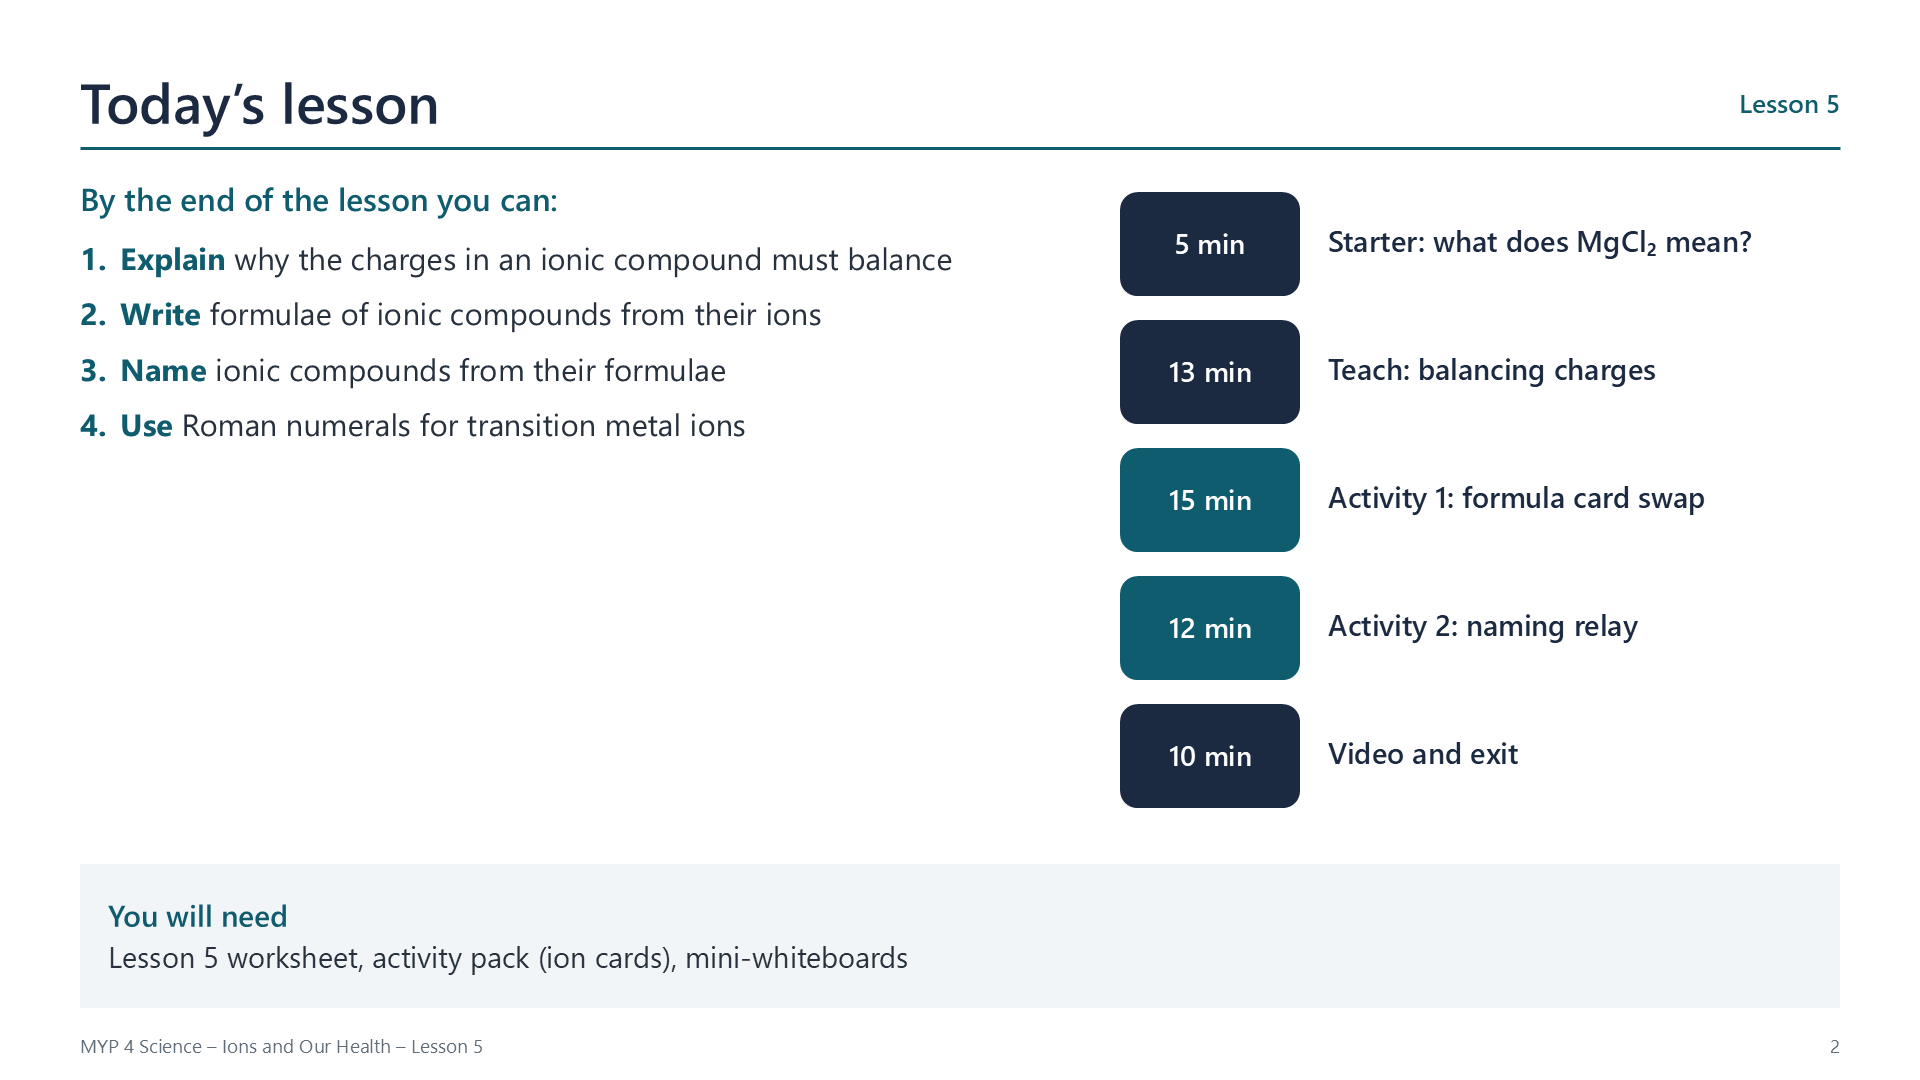 Today’s lesson
Lesson 5
By the end of the lesson you can:
1. Explain why the charges in an ionic compound must balance
2. Write formulae of ionic compounds from their ions
3. Name ionic compounds from their formulae
4. Use Roman numerals for transition metal ions
5 min
Starter: what does MgCl₂ mean?
13 min
Teach: balancing charges
15 min
Activity 1: formula card swap
12 min
Activity 2: naming relay
10 min
Video and exit
You will need
Lesson 5 worksheet, activity pack (ion cards), mini-whiteboards
MYP 4 Science – Ions and Our Health – Lesson 5
2